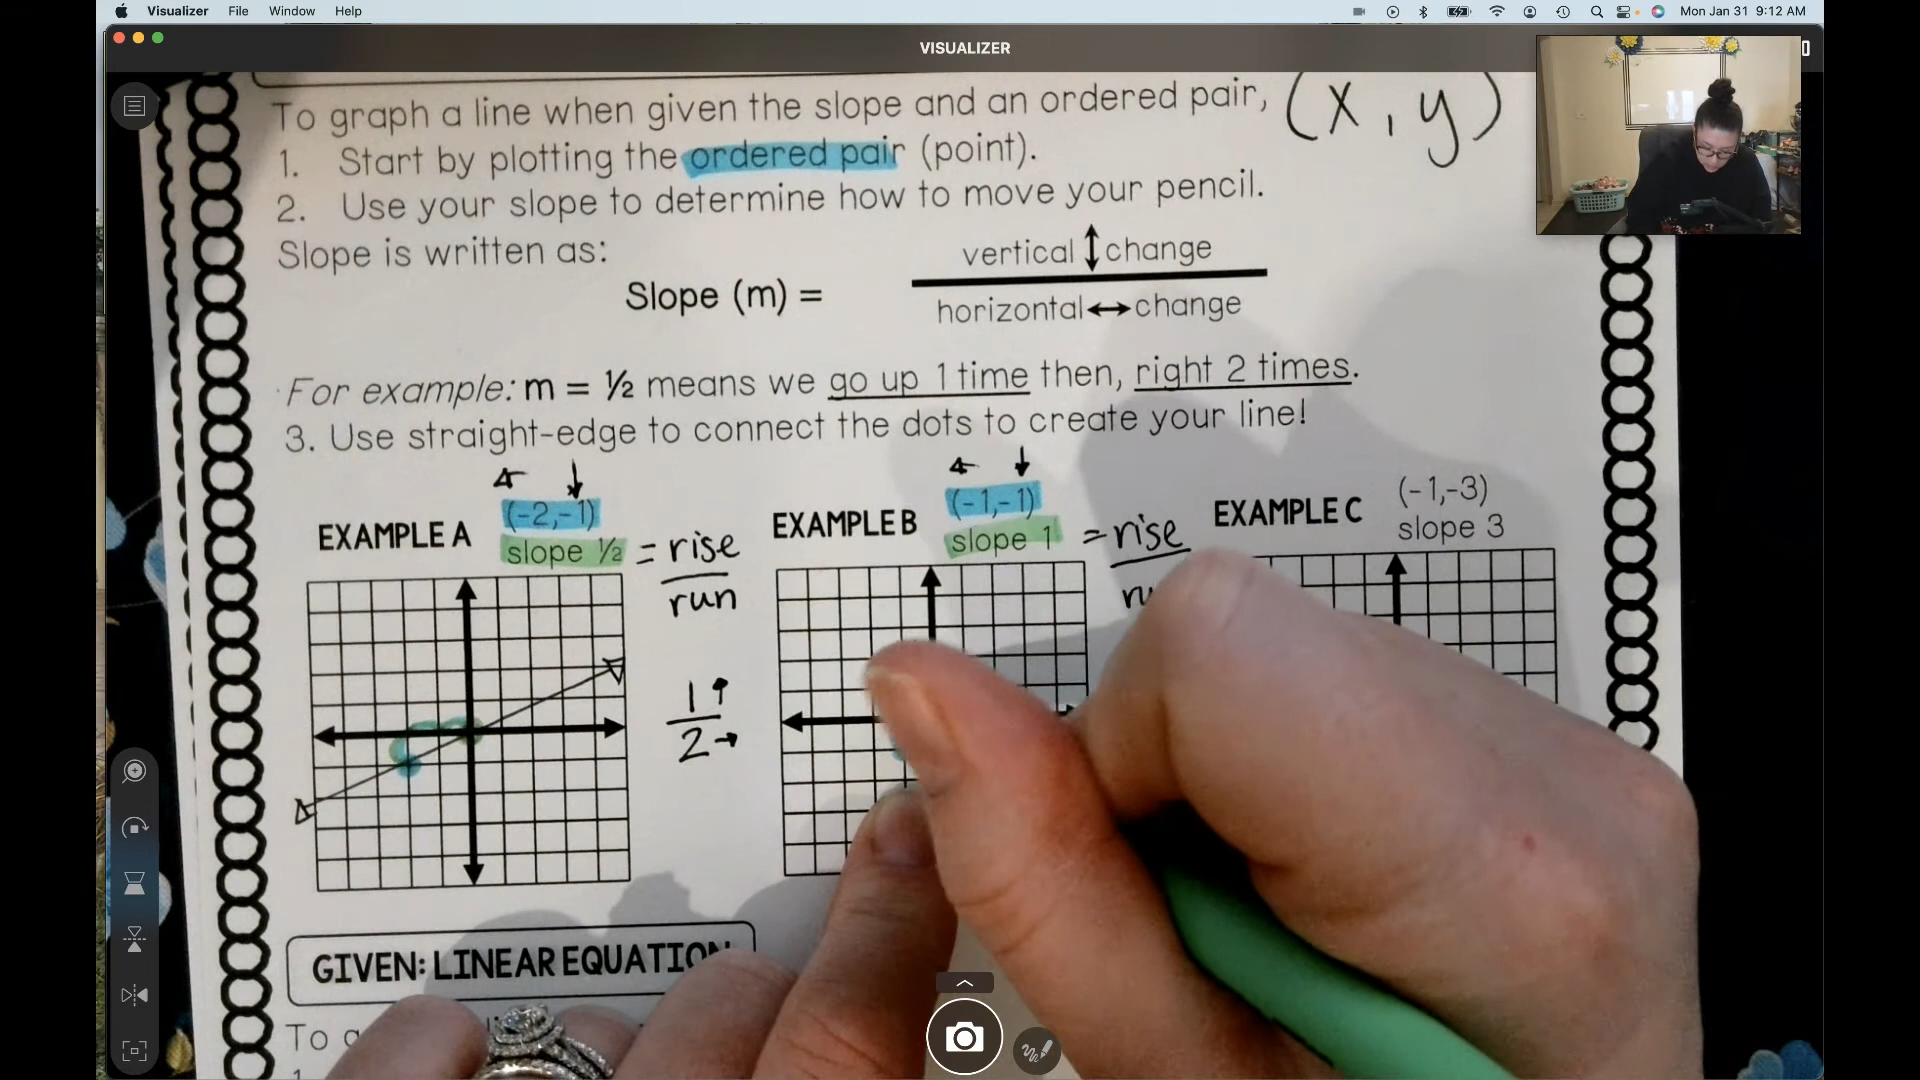 Visualizer File Window Help Mon Jan 31 9:12 AM
VISUALIZER
To graph a line when given the slope and an ordered pair, (x, y)
1. Start by plotting the ordered pair (point).
2. Use your slope to determine how to move your pencil.
Slope is written as:
vertical ↕ change
Slope (m) =
horizontal ↔ change
For example: m = ½ means we go up 1 time then, right 2 times.
3. Use straight-edge to connect the dots to create your line!
EXAMPLE A
(-2,-1)
slope ½ = rise
run
1↑
2→
EXAMPLE B
(-1,-1)
slope 1 = rise
EXAMPLE C
(-1,-3)
slope 3
GIVEN: LINEAR EQUATION
To
1.